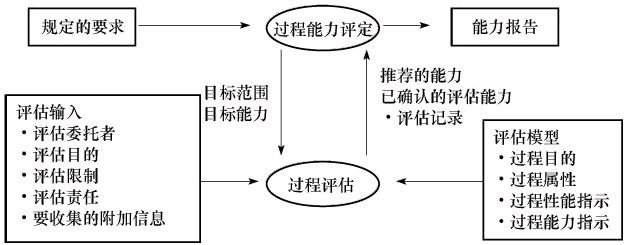 规定的要求
过程能力评定
能力报告
目标范围
目标能力
推荐的能力
已确认的评估能力
·评估记录
评估输入
·评估委托者
·评估目的
·评估限制
·评估责任
·要收集的附加信息
过程评估
评估模型
·过程目的
·过程属性
·过程性能指示
·过程能力指示